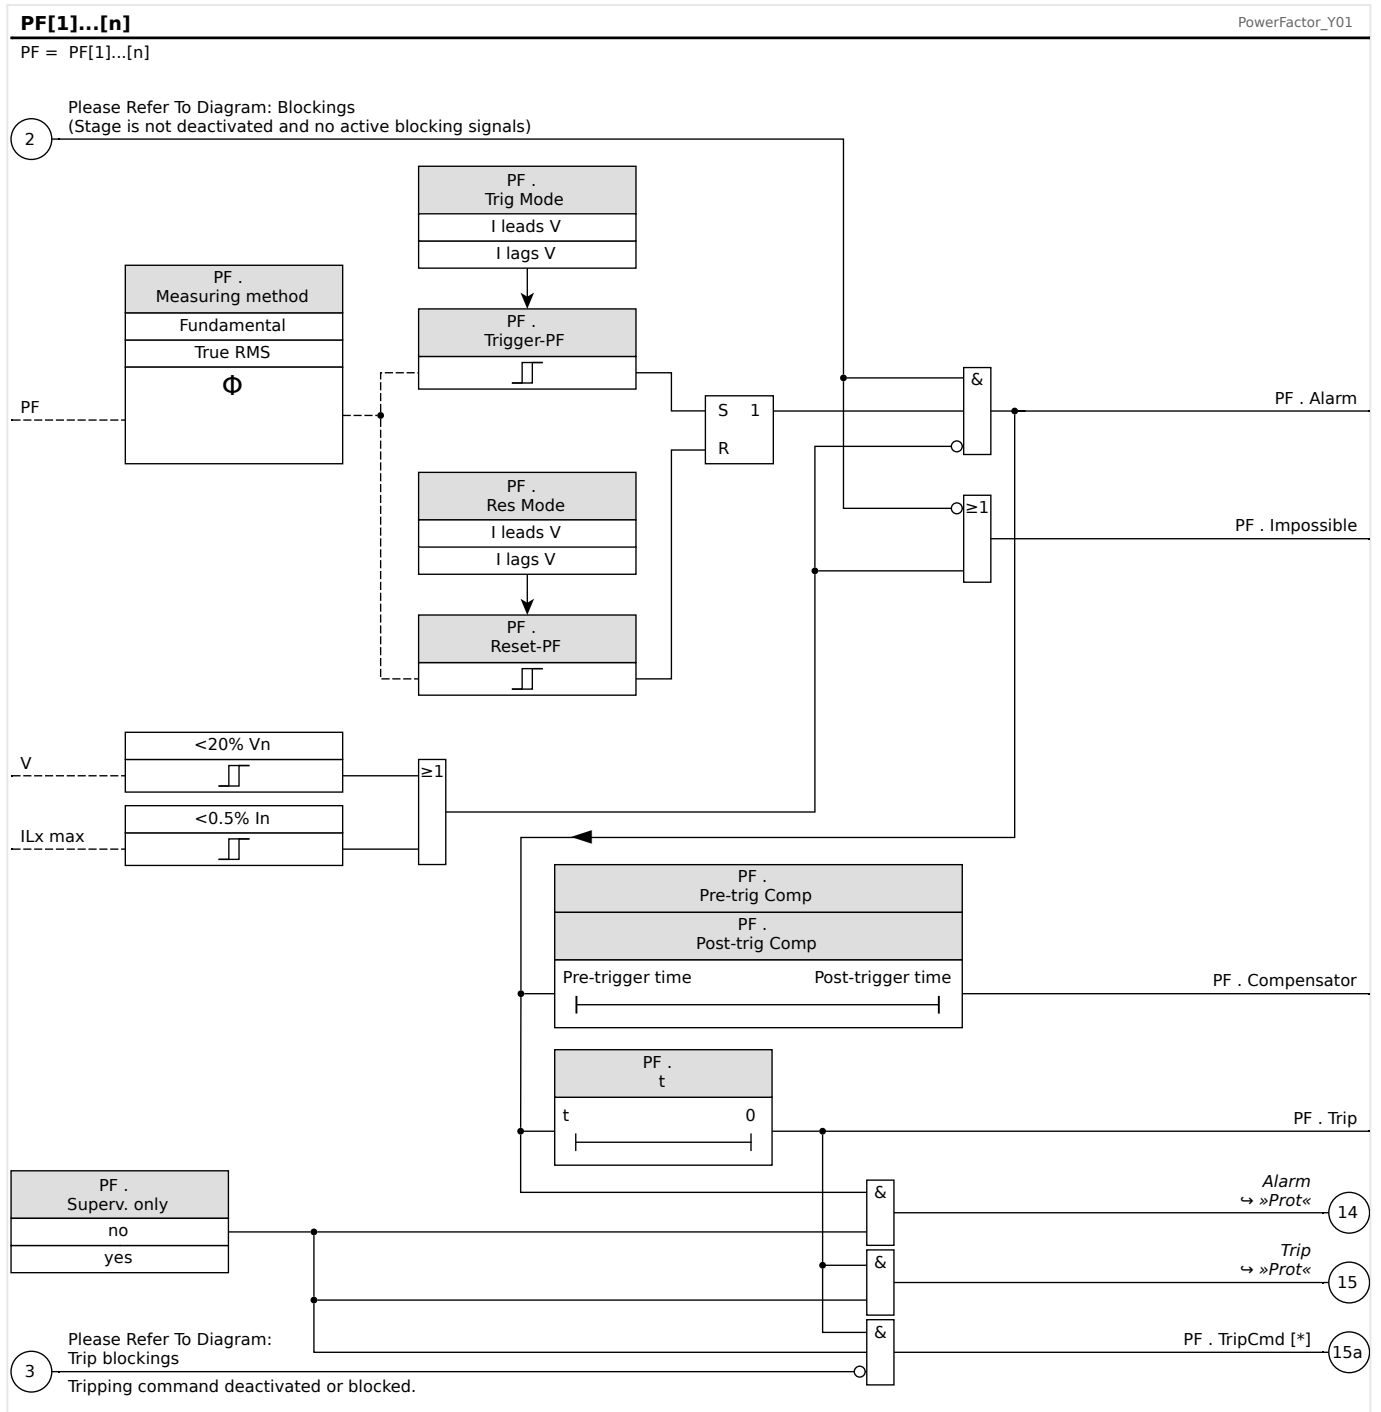 PF[1]...[n]
PowerFactor_Y01
PF = PF[1]...[n]
Please Refer To Diagram: Blockings
(Stage is not deactivated and no active blocking signals)
2
PF .
Trig Mode
I leads V
I lags V
PF .
Measuring method
Fundamental
True RMS
Φ
PF
PF .
Trigger-PF
S 1
R
&
PF . Alarm
≥1
PF . Impossible
PF .
Res Mode
I leads V
I lags V
PF .
Reset-PF
<20% Vn
V
≥1
<0.5% In
ILx max
PF .
Pre-trig Comp
PF .
Post-trig Comp
Pre-trigger time Post-trigger time
PF . Compensator
PF .
t
t 0
PF . Trip
PF .
Superv. only
no
yes
&
Alarm
↪ »Prot«
14
&
Trip
↪ »Prot«
15
&
PF . TripCmd [*]
15a
Please Refer To Diagram:
Trip blockings
3
Tripping command deactivated or blocked.